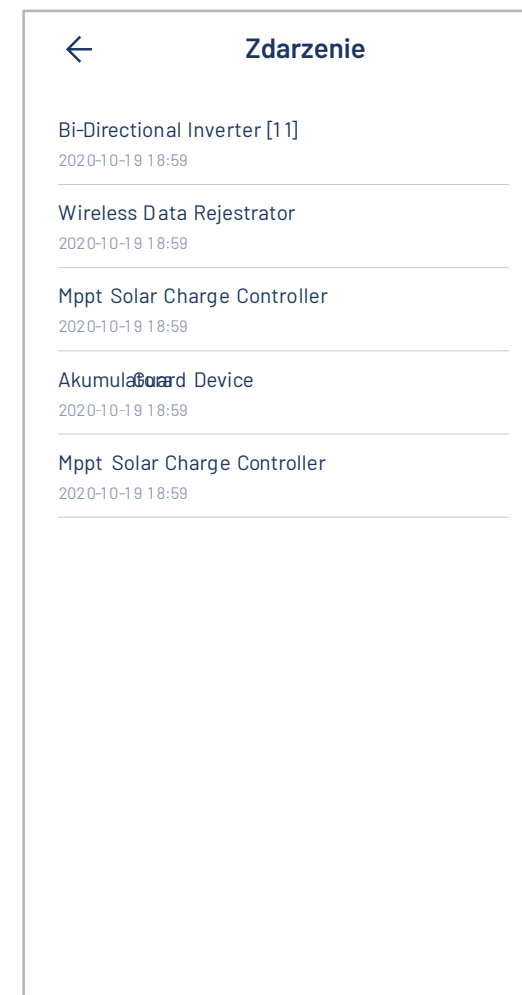 Zdarzenie
Bi-Directional Inverter [11]
2020-10-19 18:59
Wireless Data Rejestrator
2020-10-19 18:59
Mppt Solar Charge Controller
2020-10-19 18:59
Akumulatora Guard Device
2020-10-19 18:59
Mppt Solar Charge Controller
2020-10-19 18:59